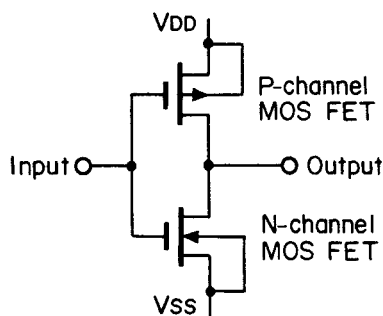 VDD
P-channel
MOS FET
Input
Output
N-channel
MOS FET
VSS